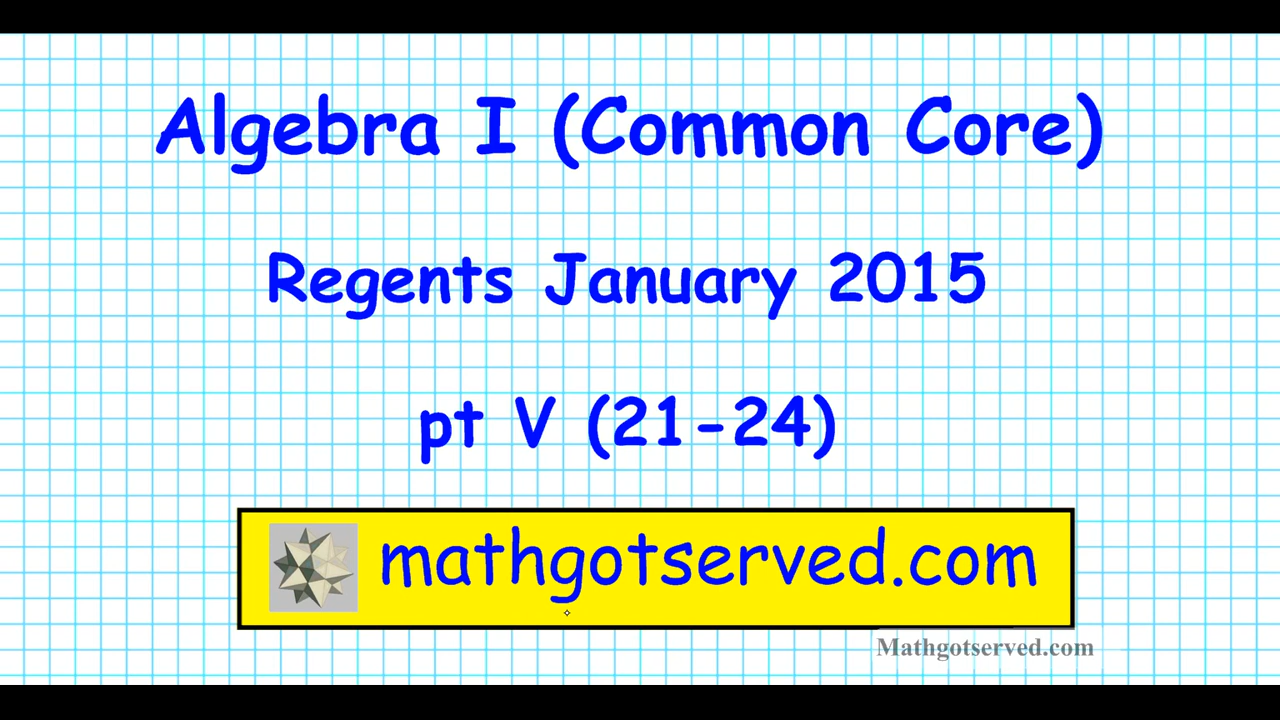 Algebra I (Common Core)
Regents January 2015
pt V (21-24)
mathgotserved.com
Mathgotserved.com